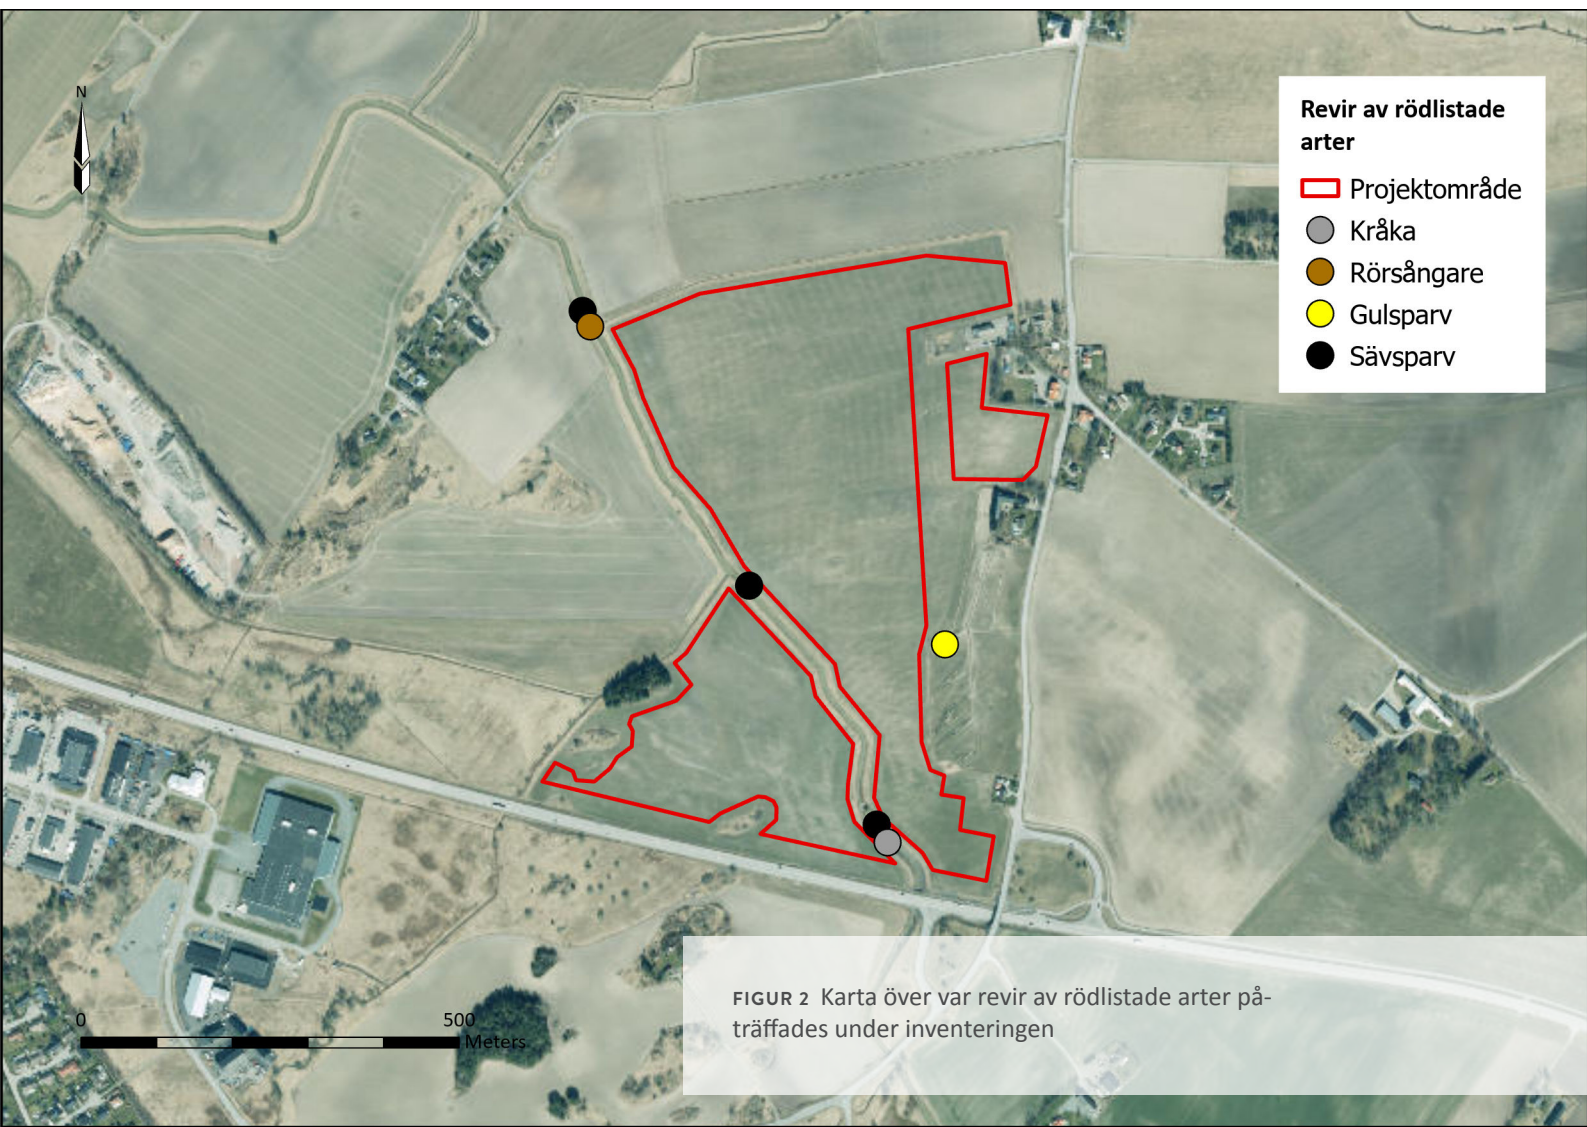 N
Revir av rödlistade
arter
Projektområde
Kråka
Rörsångare
Gulsparv
Sävsparv
0 500
Meters
FIGUR 2 Karta över var revir av rödlistade arter på-
träffades under inventeringen